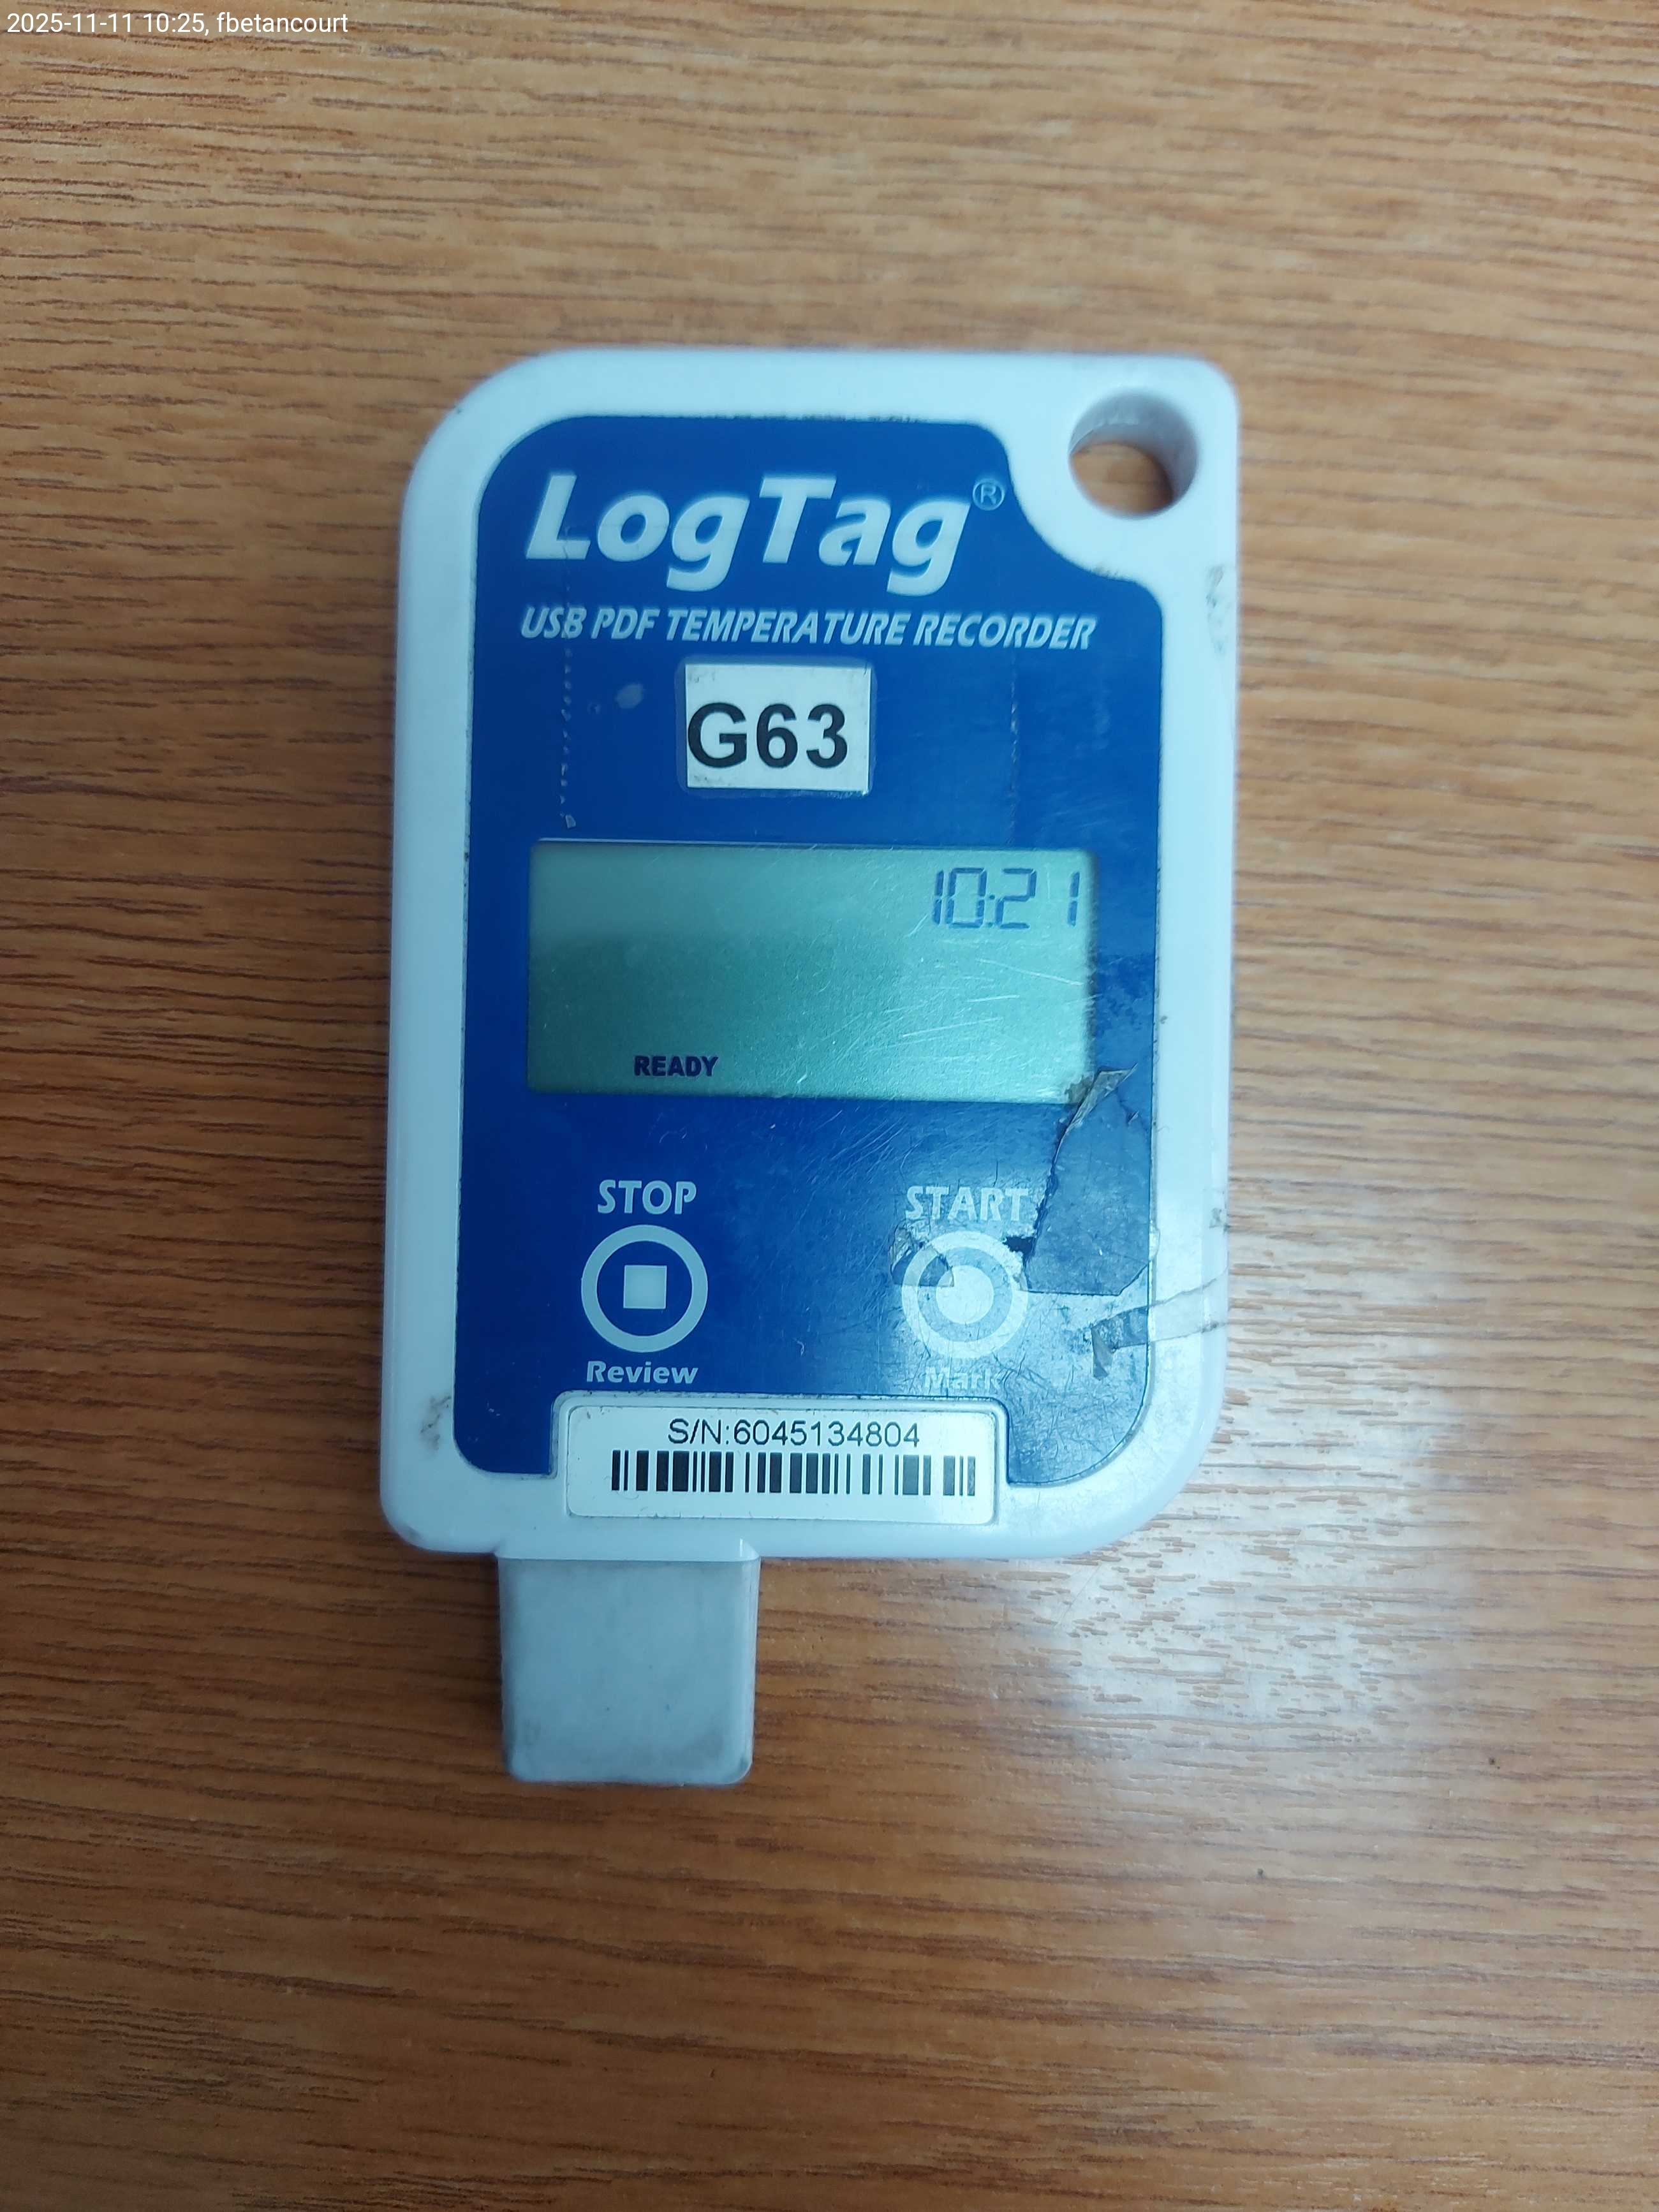 2025-11-11 10:25, fbetancourt
LogTag®
USB PDF TEMPERATURE RECORDER
G63
10:21
READY
STOP START
Review Mark
S/N:6045134804